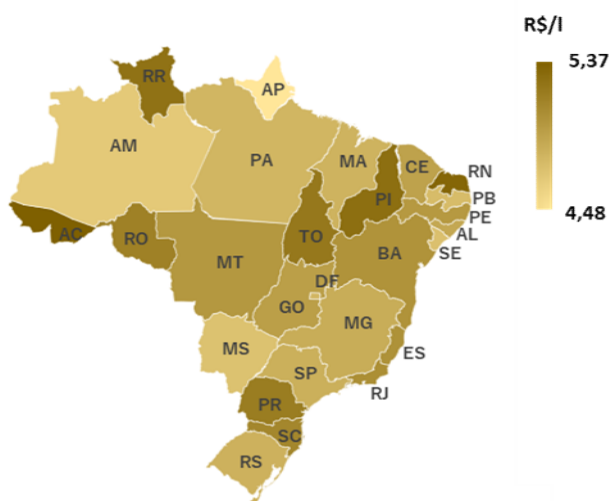 R$/l
5,37
4,48
RR
AP
AM
PA
MA
CE
RN
PB
PE
AL
SE
PI
AC
RO
TO
BA
MT
DF
GO
MG
ES
MS
SP
RJ
PR
SC
RS